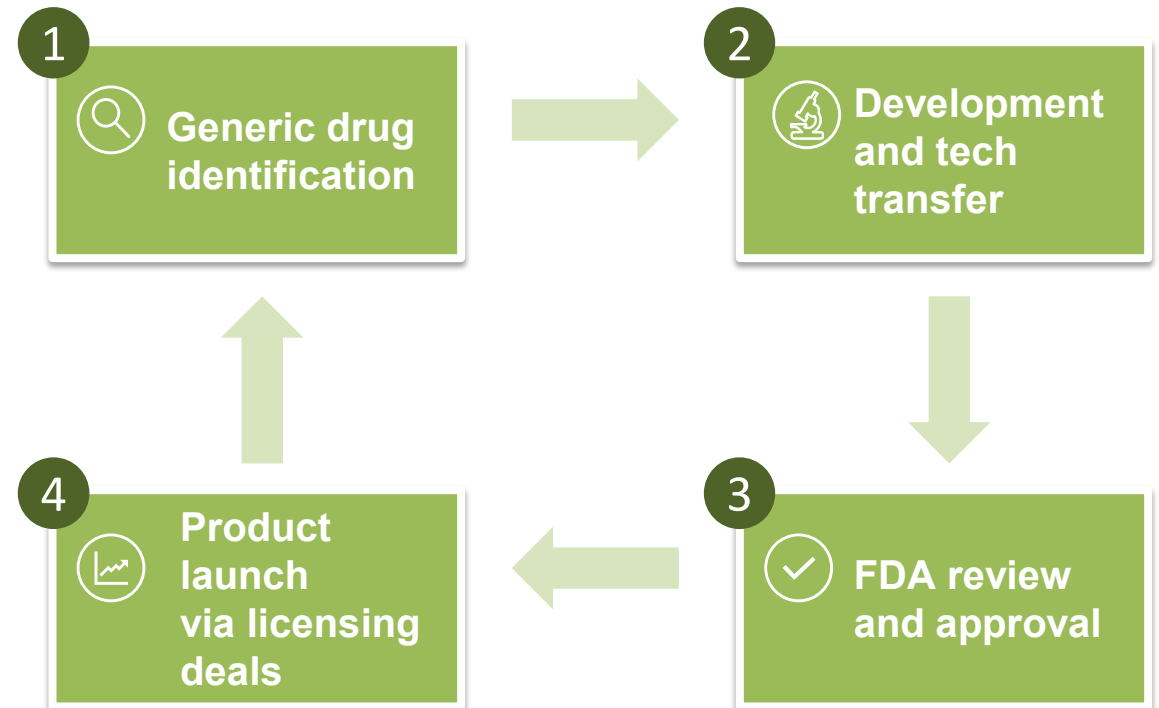 1
Generic drug
identification
2
Development
and tech
transfer
3
FDA review
and approval
4
Product
launch
via licensing
deals